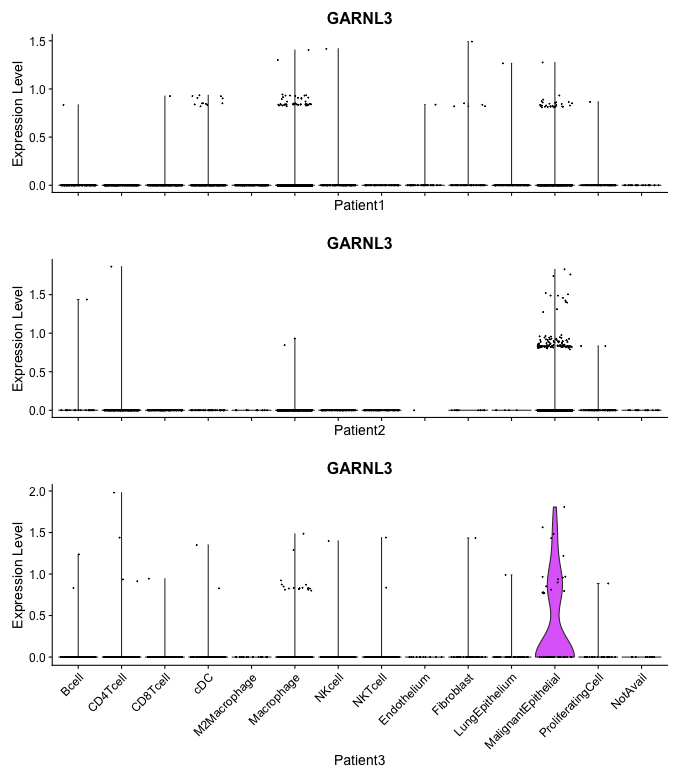 GARNL3
Expression Level
1.5
1.0
0.5
0.0
Patient1
GARNL3
Expression Level
1.5
1.0
0.5
0.0
Patient2
GARNL3
Expression Level
2.0
1.5
1.0
0.5
0.0
Bcell
CD4Tcell
CD8Tcell
cDC
M2Macrophage
Macrophage
NKcell
NKTcell
Endothelium
Fibroblast
LungEpithelium
MalignantEpithelial
ProliferatingCell
NotAvail
Patient3